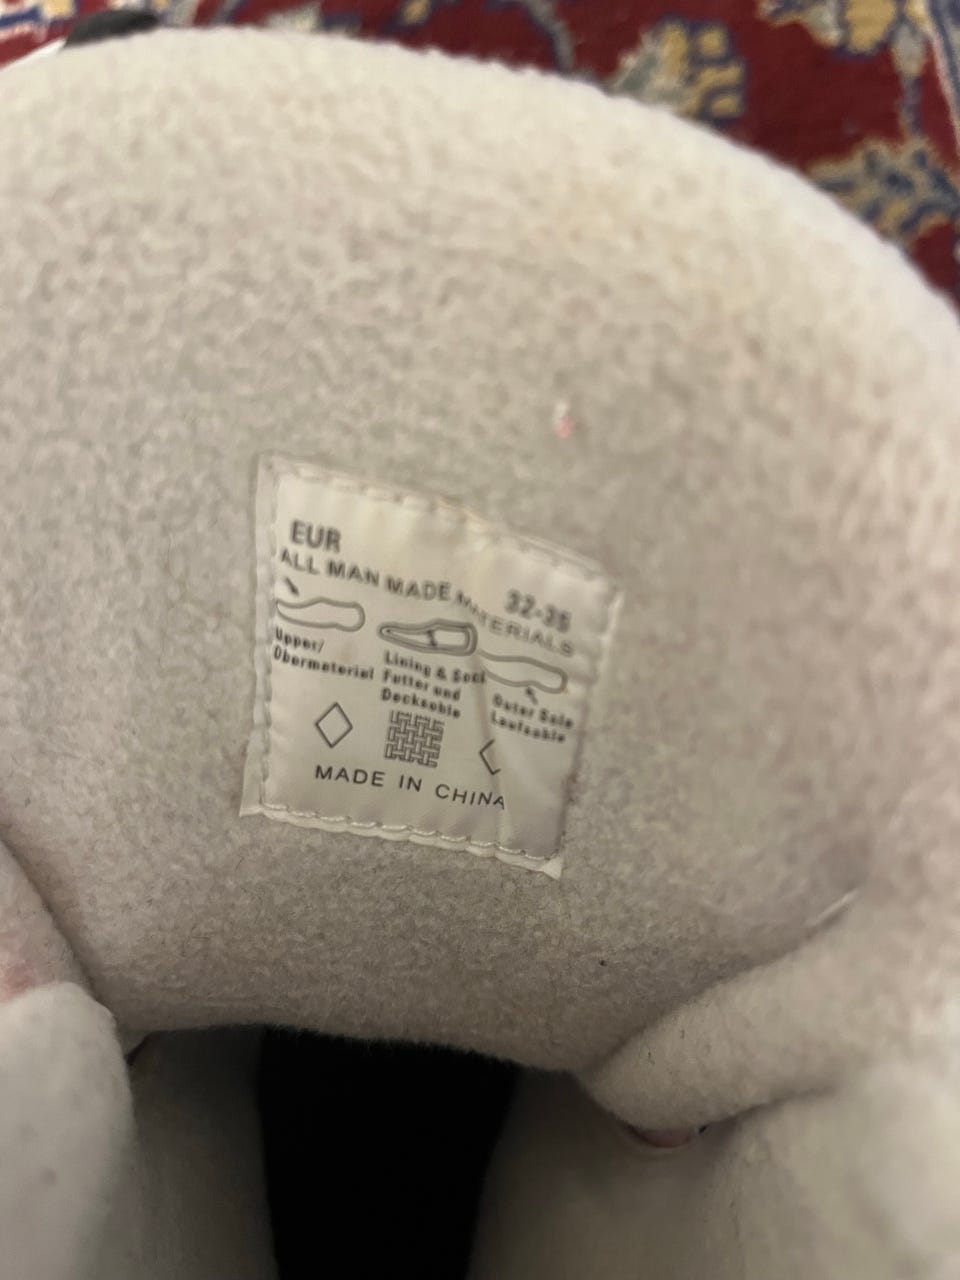 EUR 32-35
ALL MAN MADE MATERIALS
Upper/
Obermaterial
Lining & Sock
Futter und
Decksohle
Outer Sole
Laufsohle
MADE IN CHINA